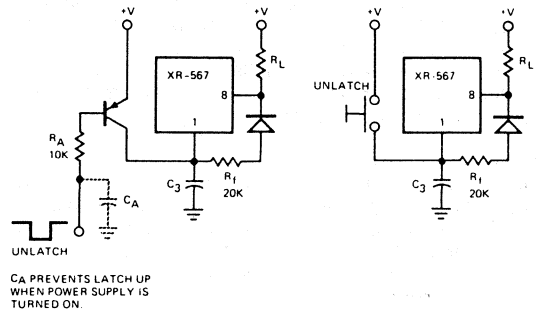 +V
+V
XR-567
8
1
RL
RA
10K
CA
C3
Rf
20K
UNLATCH
CA PREVENTS LATCH UP
WHEN POWER SUPPLY IS
TURNED ON.
+V
+V
UNLATCH
XR-567
8
1
RL
C3
Rf
20K